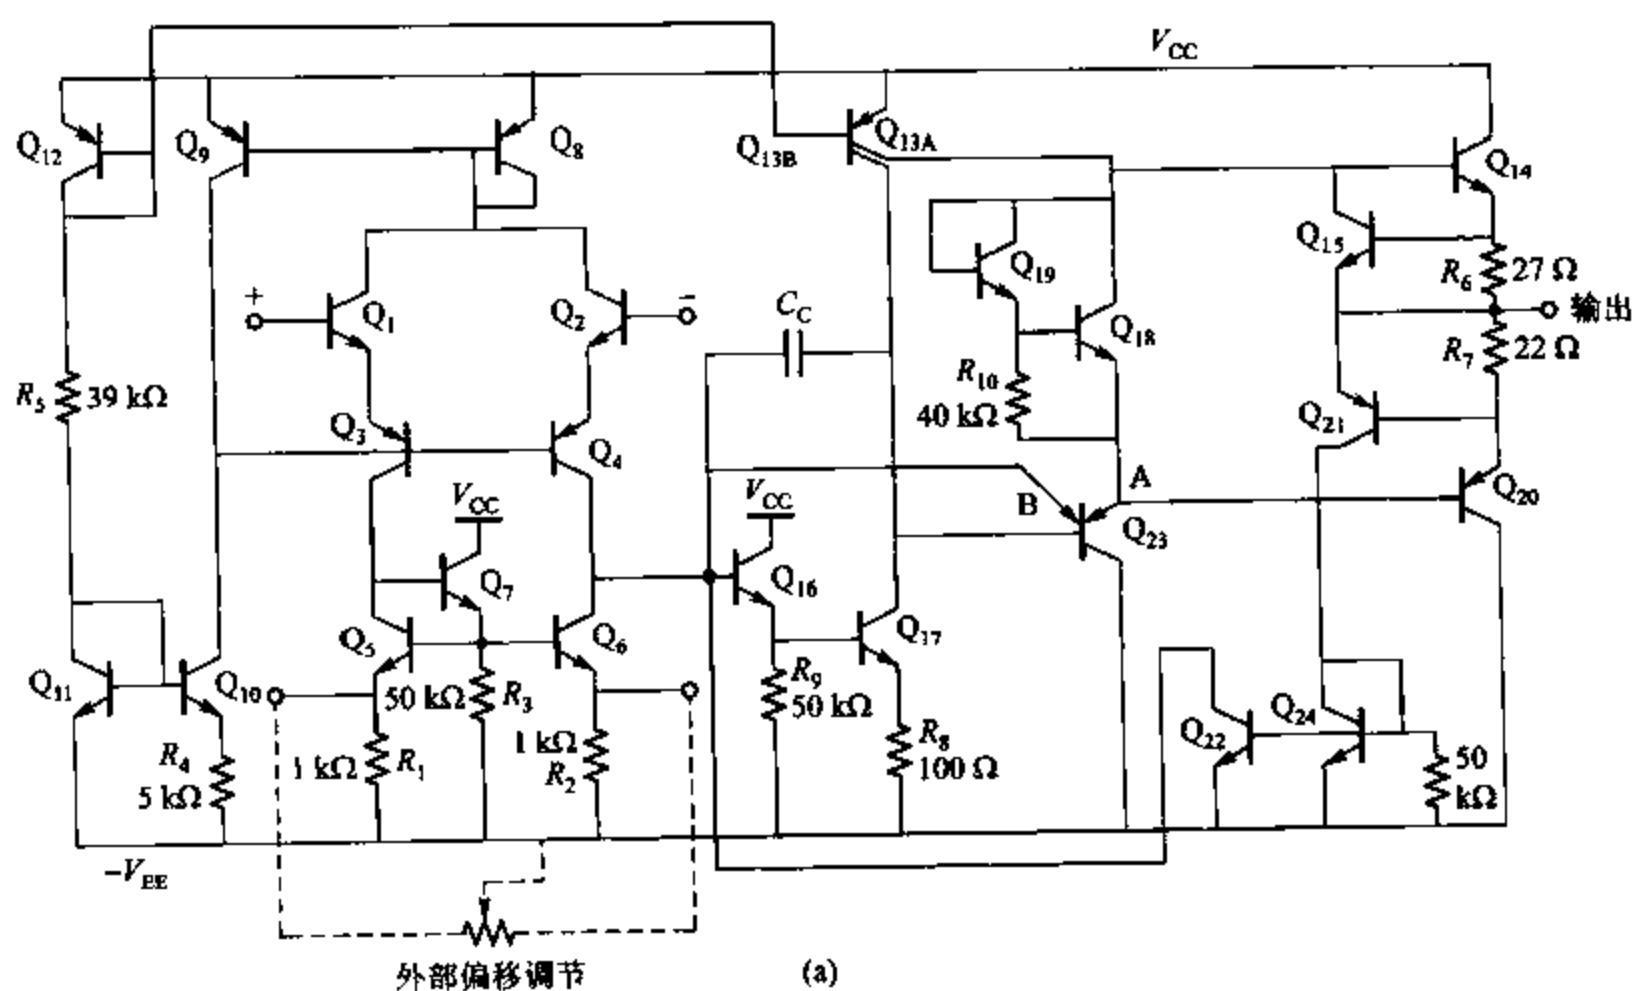 V_CC
Q_12
Q_9
Q_8
Q_13B
Q_13A
Q_14
Q_19
Q_15
R_6
27 Ω
+
Q_1
Q_2
−
C_C
Q_18
输出
R_7
22 Ω
R_5
39 kΩ
R_10
40 kΩ
Q_3
Q_4
Q_21
V_CC
V_CC
A
B
Q_23
Q_20
Q_7
Q_16
Q_5
Q_6
Q_17
Q_11
Q_10
50 kΩ
R_3
R_9
50 kΩ
R_4
5 kΩ
1 kΩ
R_1
1 kΩ
R_2
R_8
100 Ω
Q_22
Q_24
50
kΩ
−V_EE
外部偏移调节
(a)